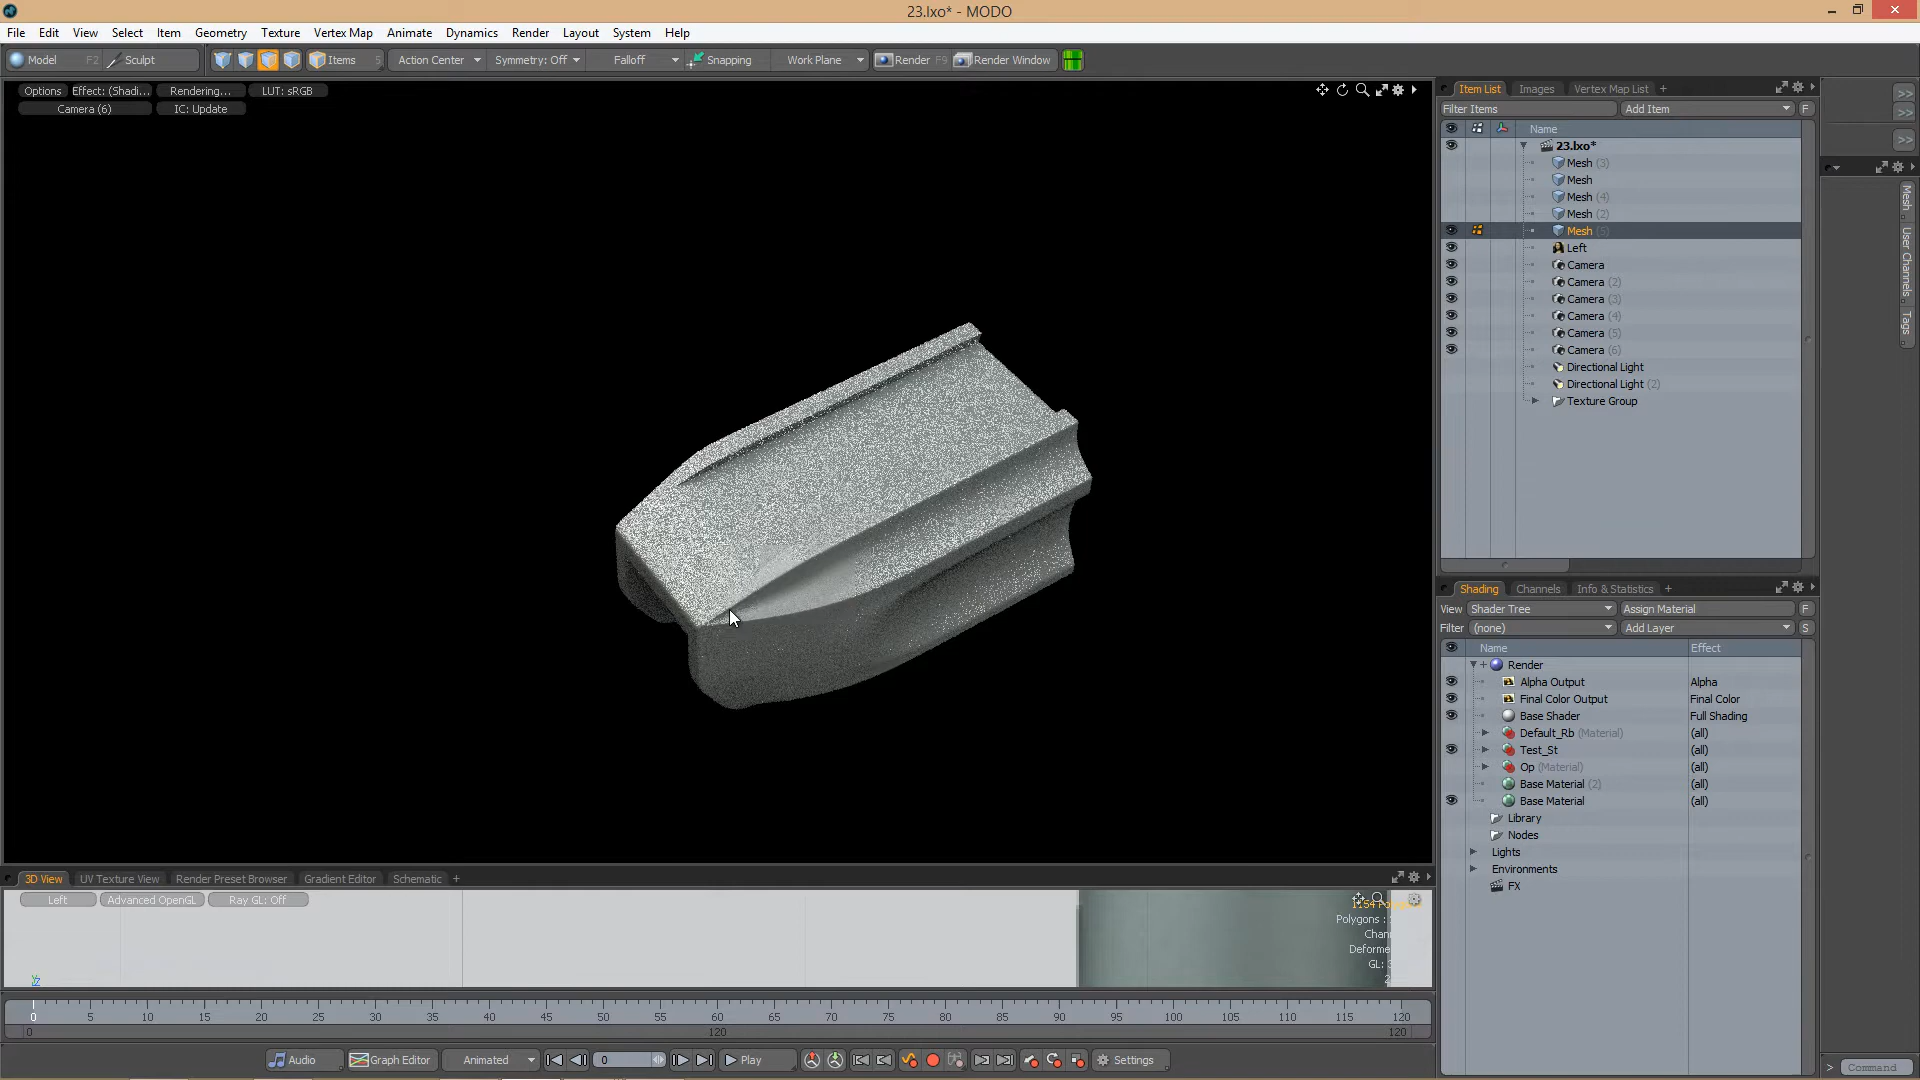 23.lxo* - MODO
File Edit View Select Item Geometry Texture Vertex Map Animate Dynamics Render Layout System Help
Model F2 Sculpt Items 5 Action Center Symmetry: Off Falloff Snapping Work Plane Render F9 Render Window
Options Effect: (Shadi... Rendering... LUT: sRGB
Camera (6) IC: Update
Item List Images Vertex Map List +
Filter Items Add Item F
Name
23.lxo*
Mesh (3)
Mesh
Mesh (4)
Mesh (2)
Mesh (5)
Left
Camera
Camera (2)
Camera (3)
Camera (4)
Camera (5)
Camera (6)
Directional Light
Directional Light (2)
Texture Group
Mesh
User Channels
Tags
Shading Channels Info & Statistics +
View Shader Tree Assign Material F
Filter (none) Add Layer S
Name Effect
Render
Alpha Output Alpha
Final Color Output Final Color
Base Shader Full Shading
Default_Rb (Material) (all)
Test_St (all)
Op (Material) (all)
Base Material (2) (all)
Base Material (all)
Library
Nodes
Lights
Environments
FX
3D View UV Texture View Render Preset Browser Gradient Editor Schematic +
Left Advanced OpenGL Ray GL: Off
Polygons :
Chan
Deforme
GL:
0 5 10 15 20 25 30 35 40 45 50 55 60 65 70 75 80 85 90 95 100 105 110 115 120
0 120 120
Audio Graph Editor Animated 0 Play Settings
Command